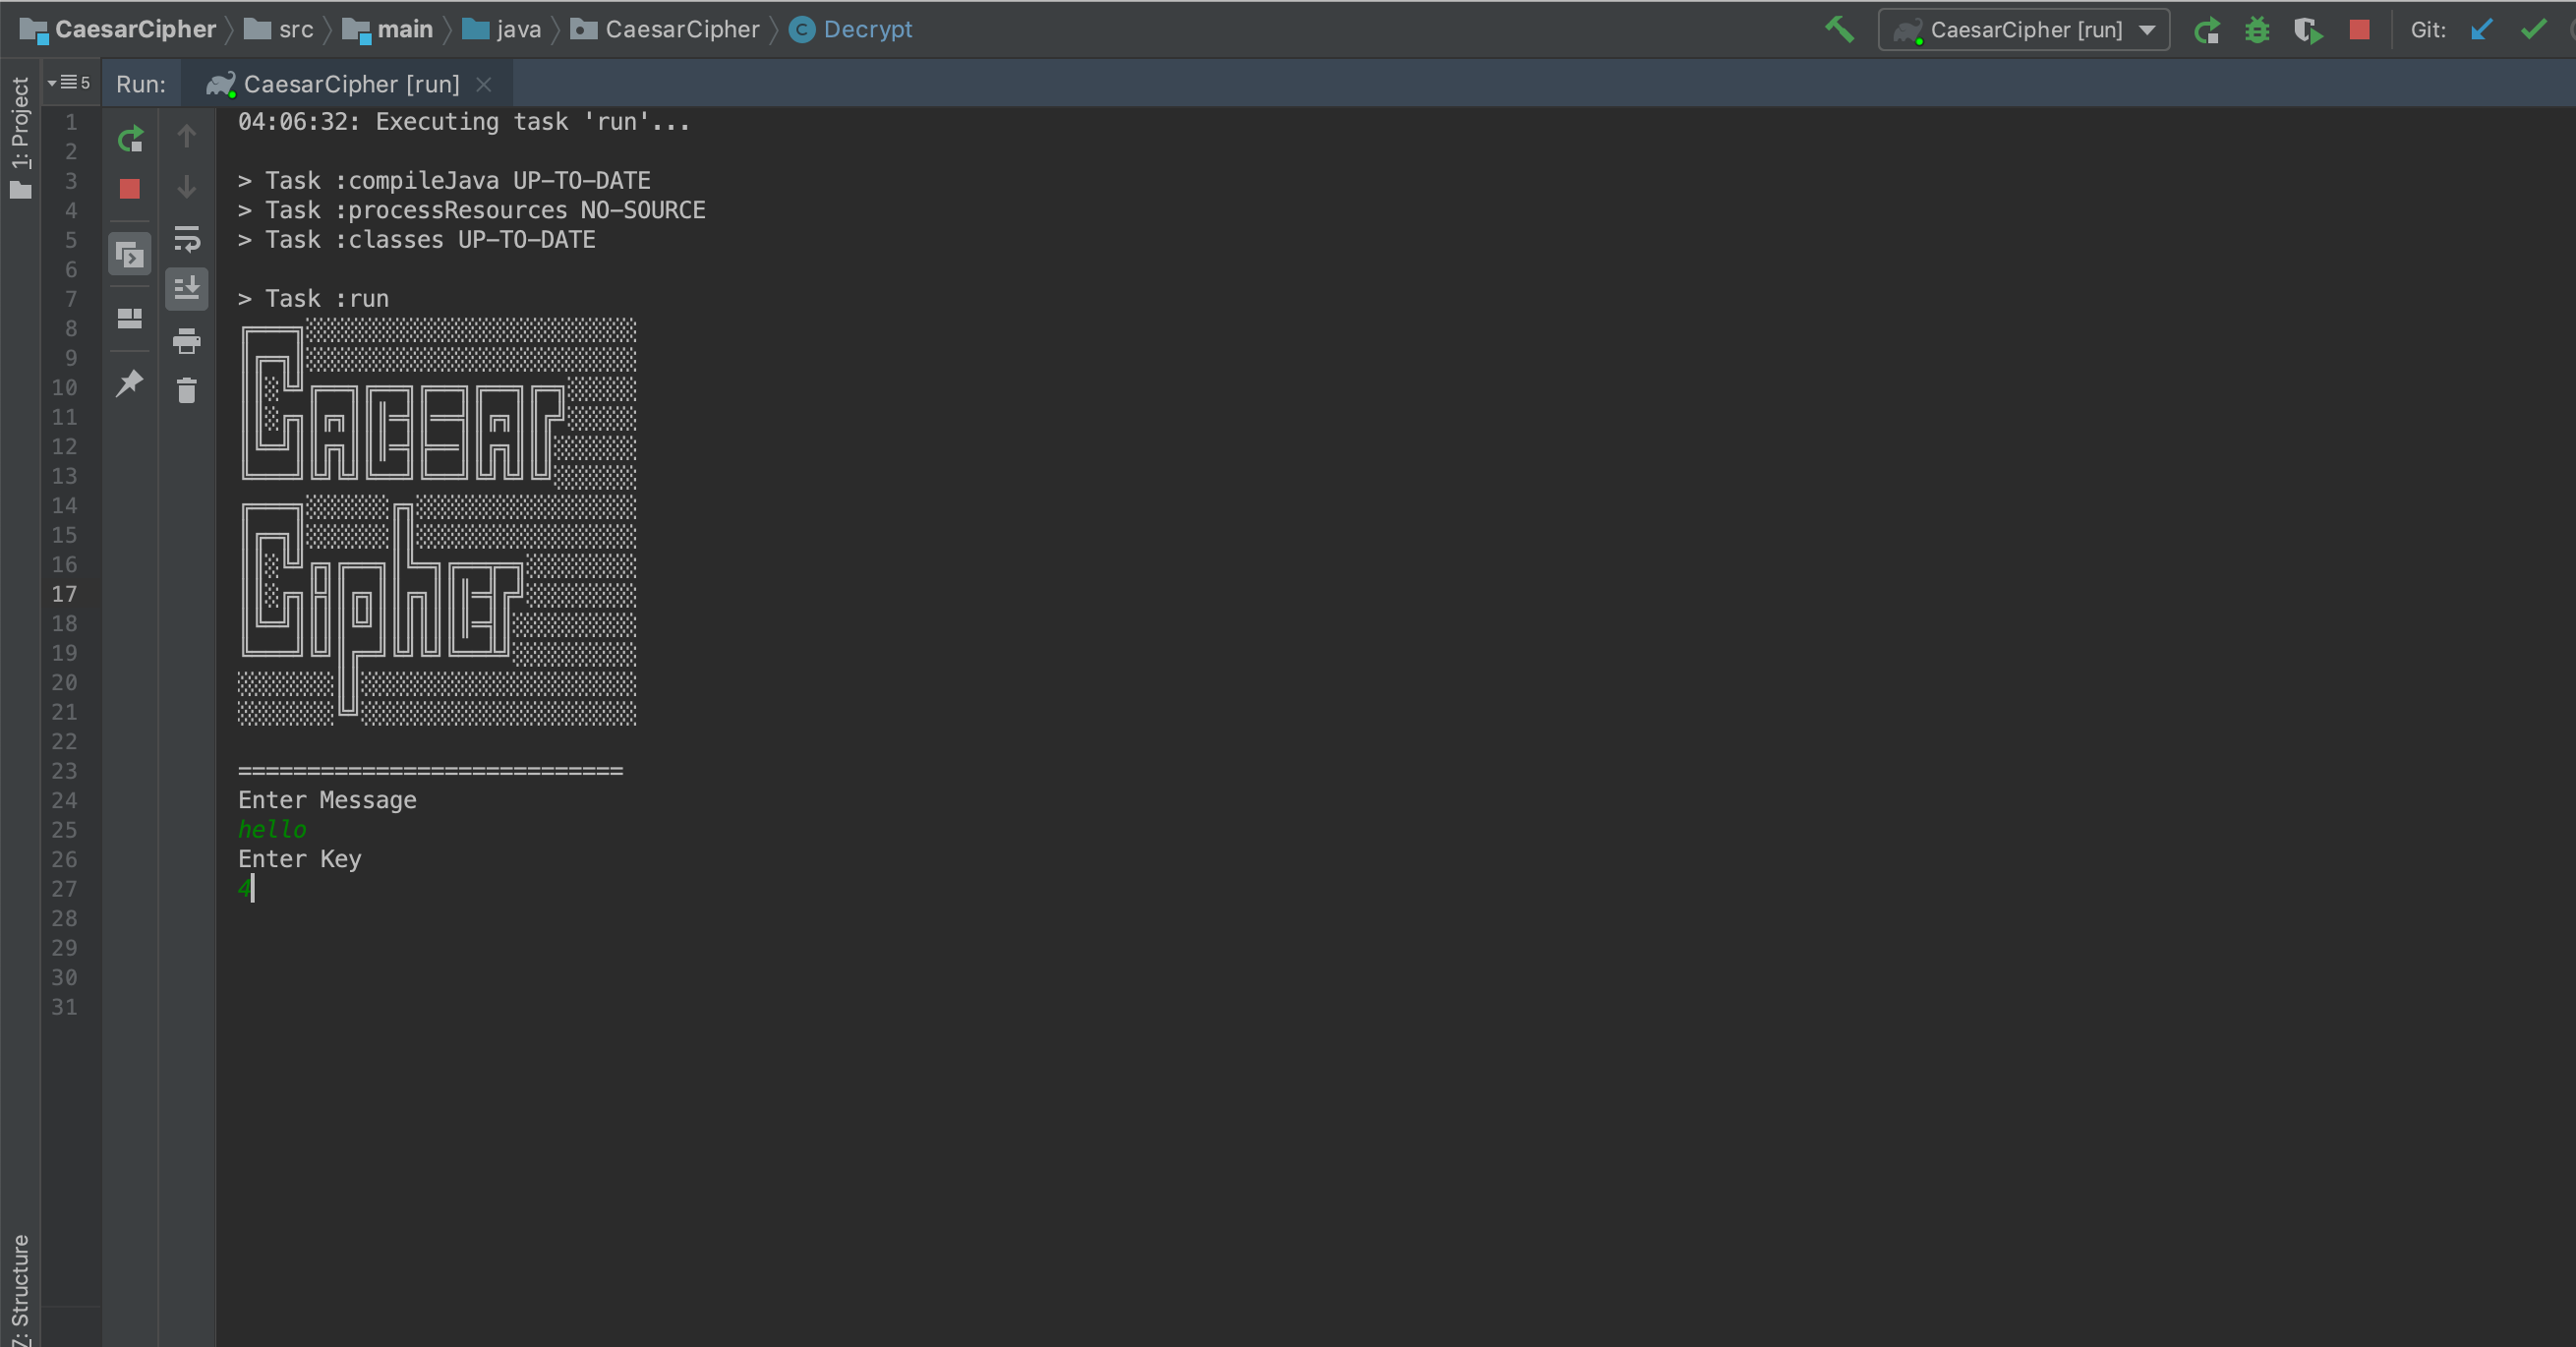 CaesarCipher src main java CaesarCipher Decrypt CaesarCipher [run] Git:
1: Project
5 Run: CaesarCipher [run]
1 04:06:32: Executing task 'run'...
2
3 > Task :compileJava UP-TO-DATE
4 > Task :processResources NO-SOURCE
5 > Task :classes UP-TO-DATE
6
7 > Task :run
8
9
10
11 Caesar
12
13
14
15
16
17 Cipher
18
19
20
21
22
23 ============================
24 Enter Message
25 hello
26 Enter Key
27 4
28
29
30
31
7: Structure